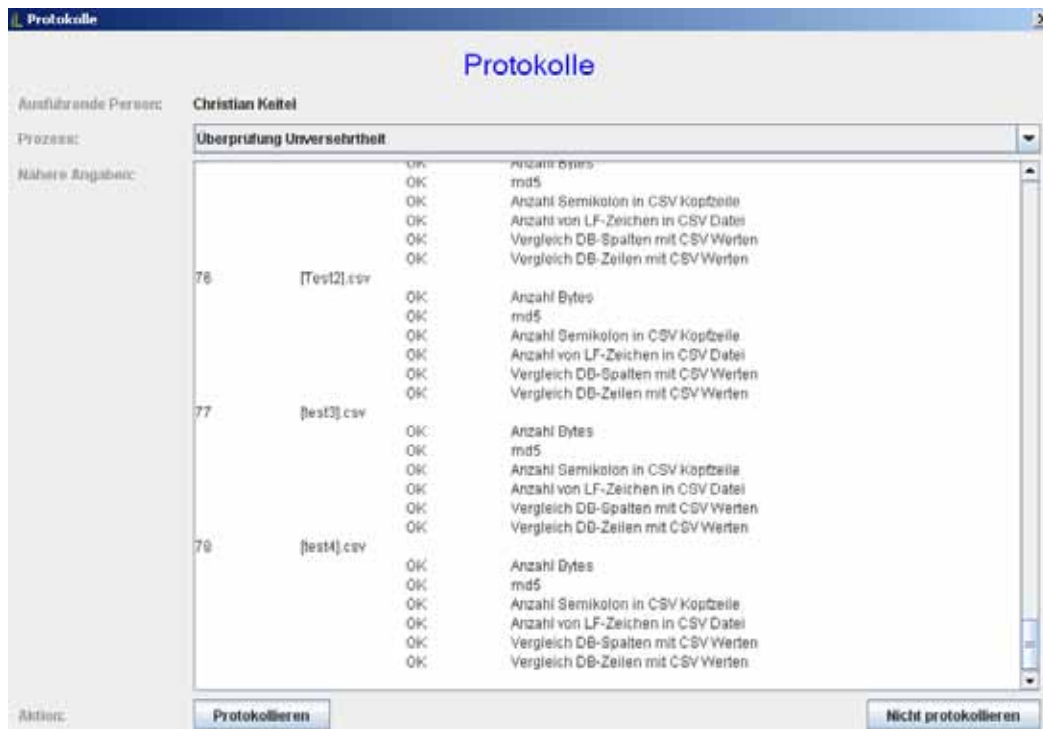 Protokolle
Protokolle
Ausführende Person: Christian Keitel
Prozess: Überprüfung Unversehrtheit
Nähere Angaben: OK Anzahl Bytes
OK md5
OK Anzahl Semikolon in CSV Kopfzeile
OK Anzahl von LF-Zeichen in CSV Datei
OK Vergleich DB-Spalten mit CSV Werten
OK Vergleich DB-Zeilen mit CSV Werten
76 [Test2].csv
OK Anzahl Bytes
OK md5
OK Anzahl Semikolon in CSV Kopfzeile
OK Anzahl von LF-Zeichen in CSV Datei
OK Vergleich DB-Spalten mit CSV Werten
OK Vergleich DB-Zeilen mit CSV Werten
77 [test3].csv
OK Anzahl Bytes
OK md5
OK Anzahl Semikolon in CSV Kopfzeile
OK Anzahl von LF-Zeichen in CSV Datei
OK Vergleich DB-Spalten mit CSV Werten
OK Vergleich DB-Zeilen mit CSV Werten
[test4].csv
OK Anzahl Bytes
OK md5
OK Anzahl Semikolon in CSV Kopfzeile
OK Anzahl von LF-Zeichen in CSV Datei
OK Vergleich DB-Spalten mit CSV Werten
OK Vergleich DB-Zeilen mit CSV Werten
Aktion: Protokollieren Nicht protokollieren